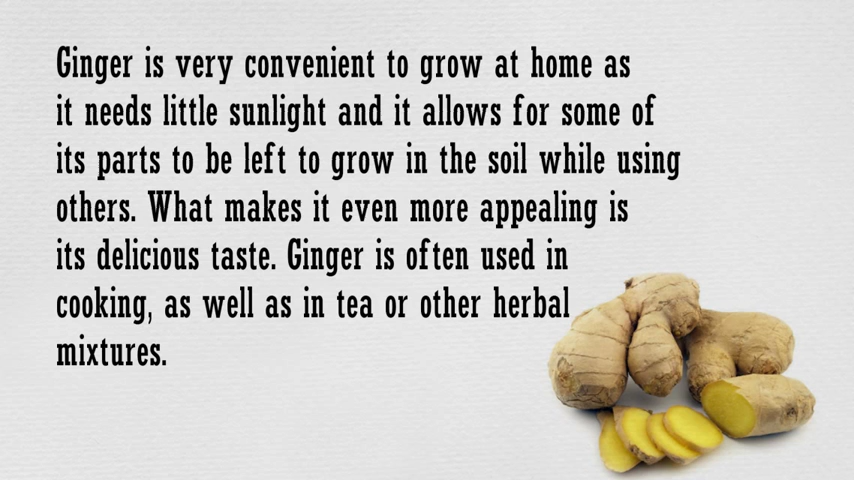 Ginger is very convenient to grow at home as
it needs little sunlight and it allows for some of
its parts to be left to grow in the soil while using
others. What makes it even more appealing is
its delicious taste. Ginger is often used in
cooking, as well as in tea or other herbal
mixtures.